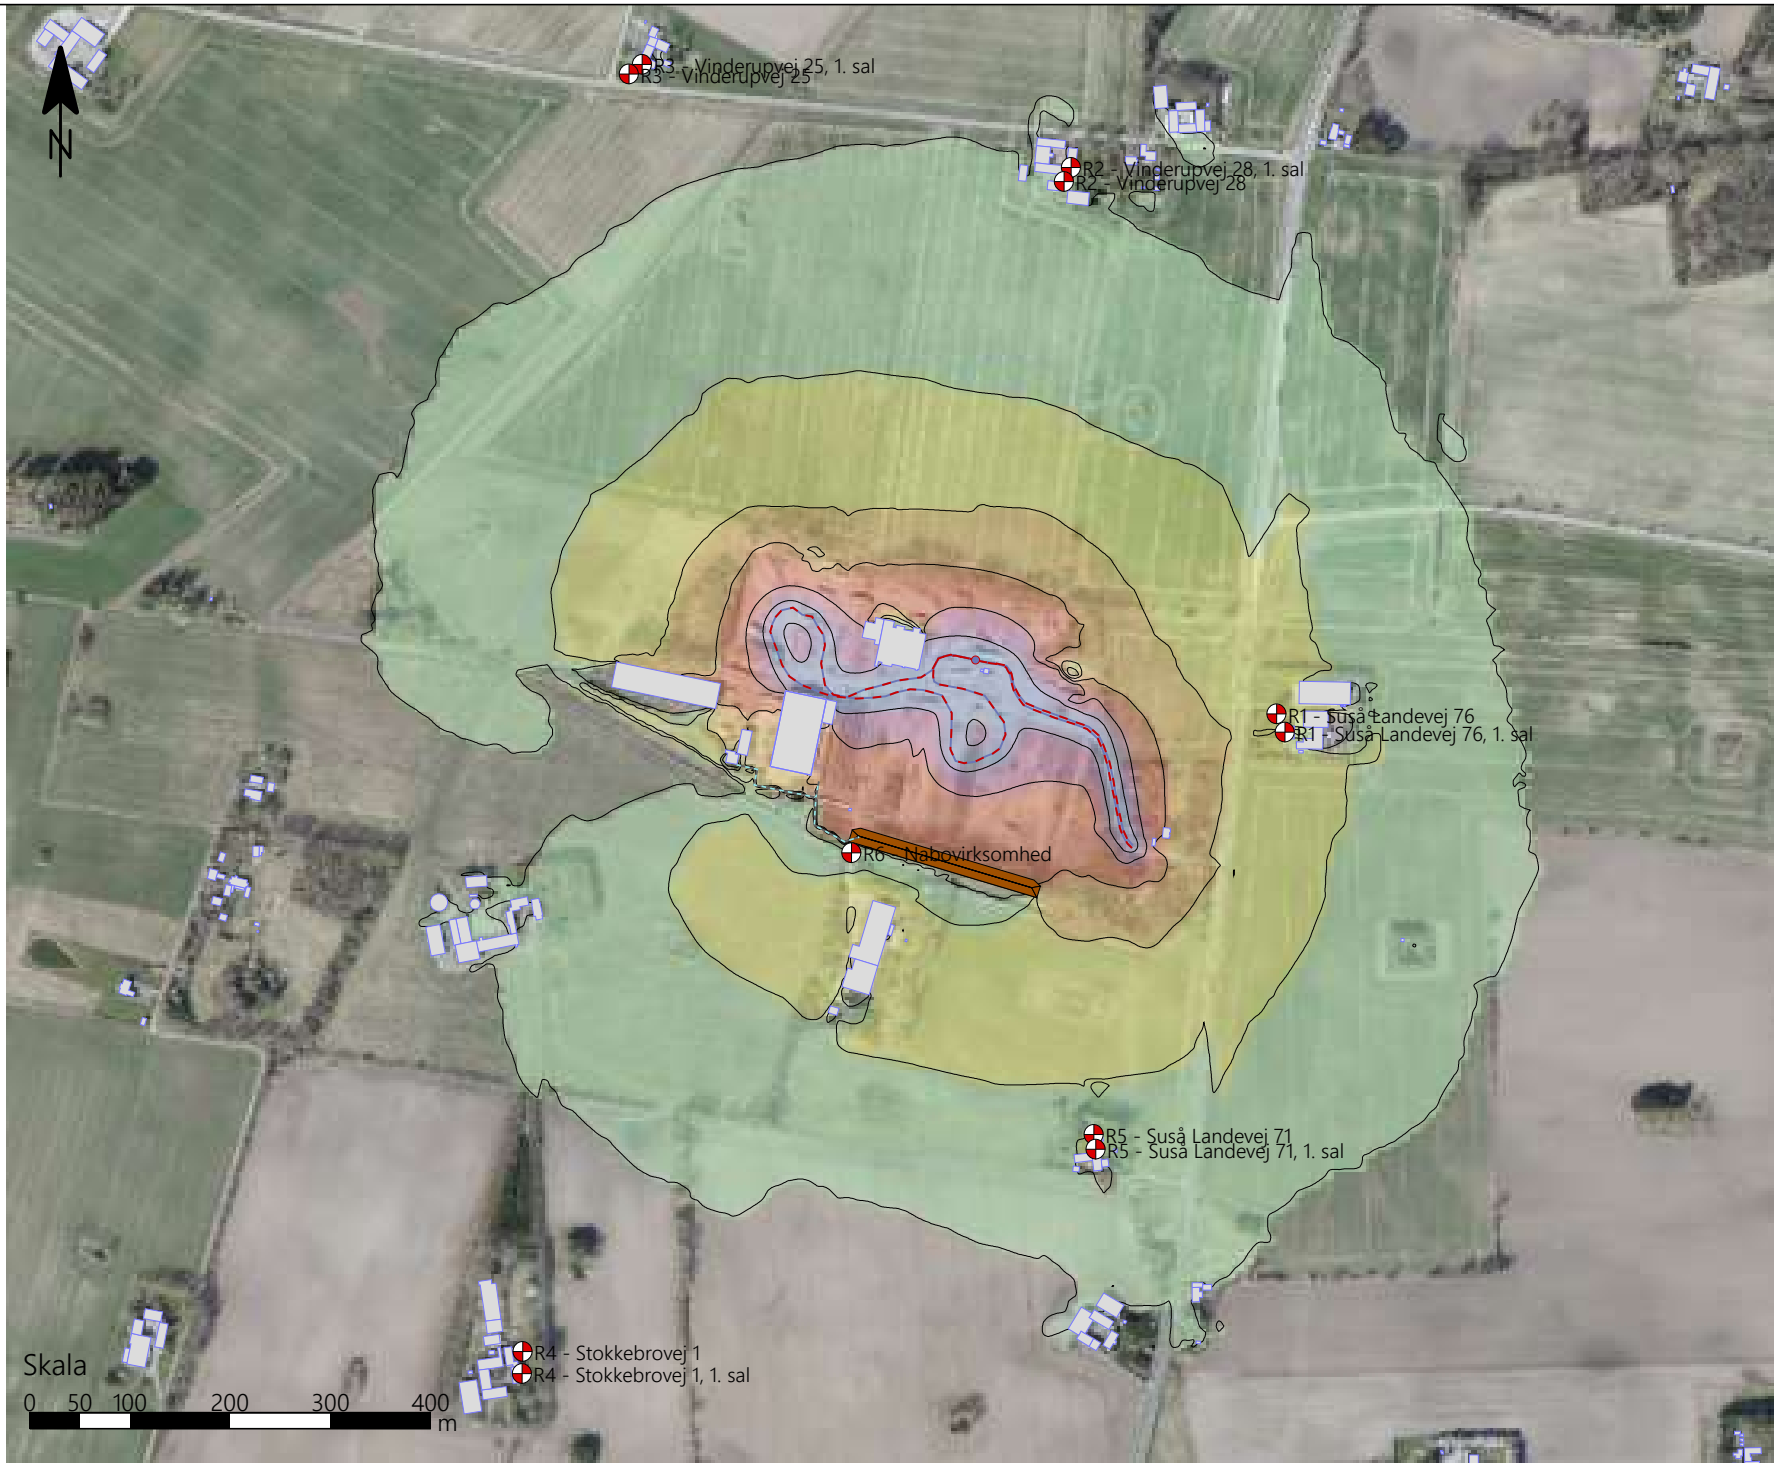 R3 - Vinderupvej 25, 1. sal
R3 - Vinderupvej 25
N
R2 - Vinderupvej 28, 1. sal
R2 - Vinderupvej 28
R1 - Suså Landevej 76
R1 - Suså Landevej 76, 1. sal
R6 - Nabovirksomhed
R5 - Suså Landevej 71
R5 - Suså Landevej 71, 1. sal
R4 - Stokkebrovej 1
R4 - Stokkebrovej 1, 1. sal
Skala
0 50 100 200 300 400
m